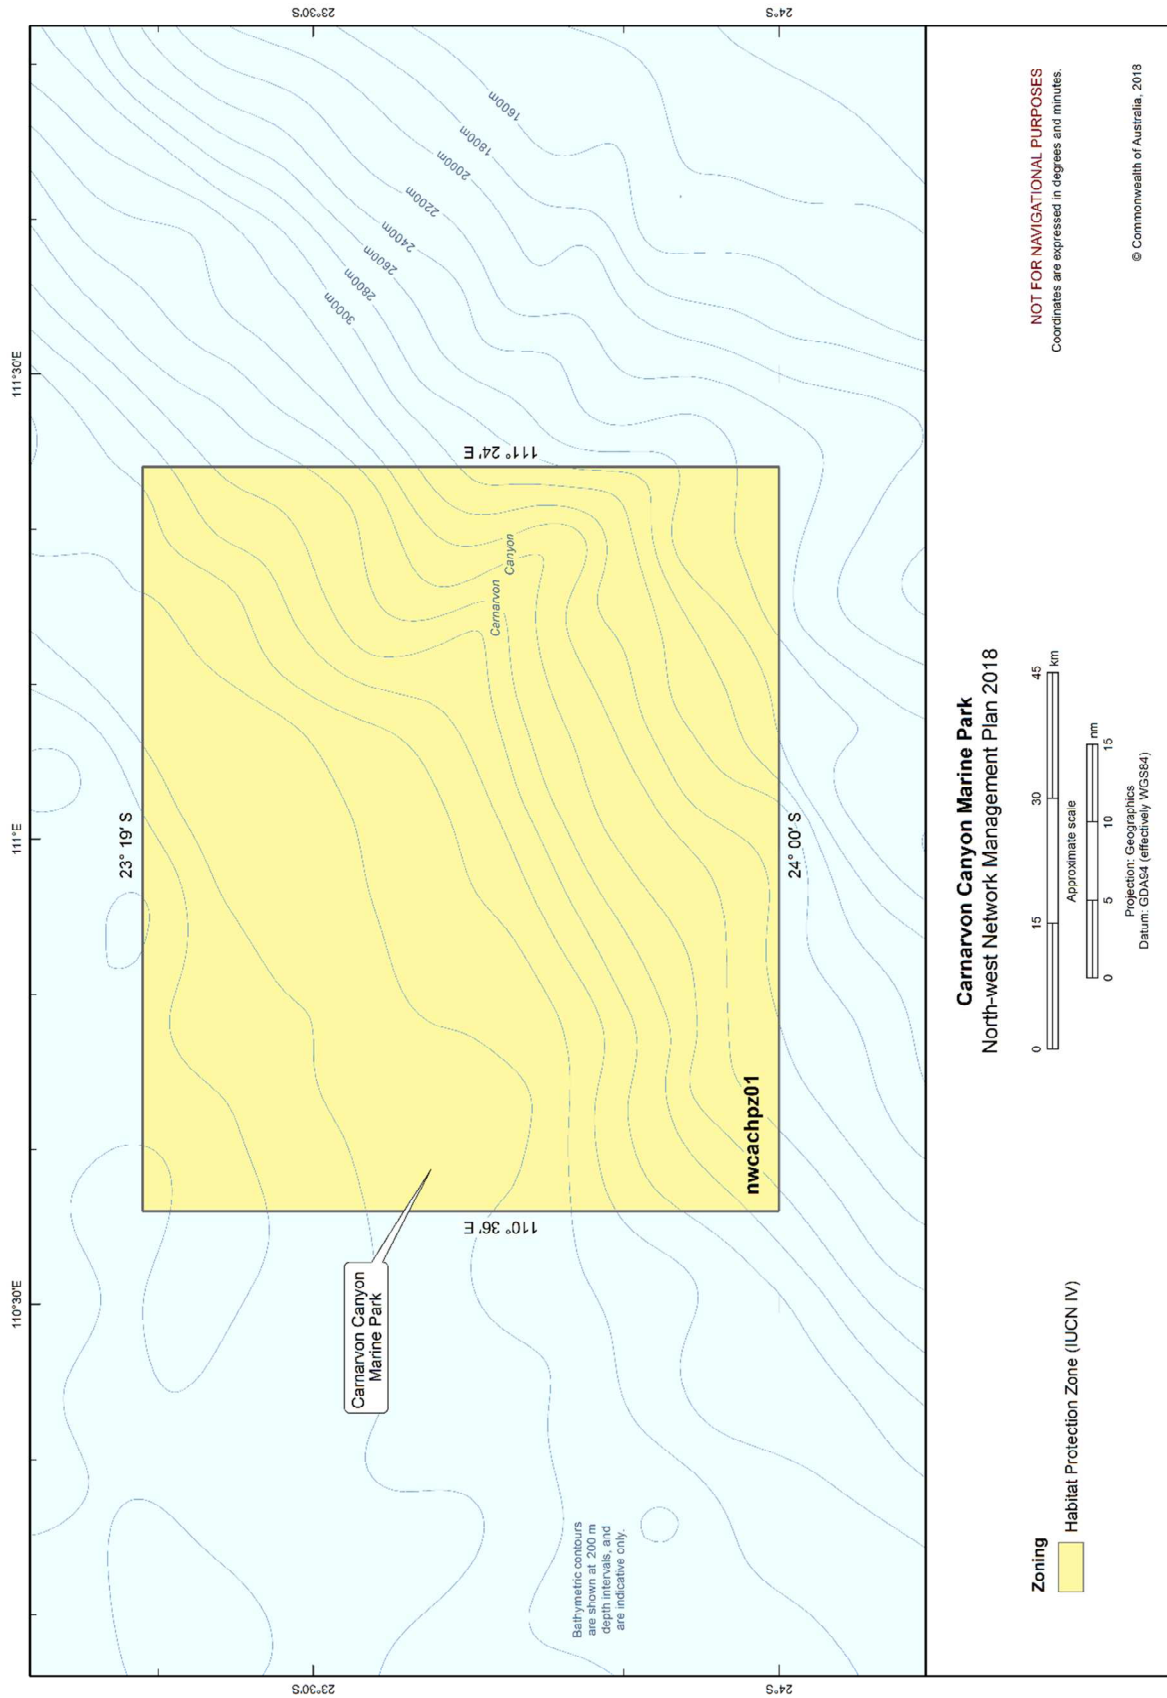 110°30'E
111°E
111°30'E
23°30'S
23°30'S
23° 19' S
110° 36' E
111° 24' E
24° 00' S
24°S
24°S
Carnarvon Canyon
Marine Park
Carnarvon
Canyon
3000m
2800m
2600m
2400m
2200m
2000m
1800m
1600m
nwcachpz01
Bathymetric contours
are shown at 200 m
depth intervals, and
are indicative only.
Zoning
Habitat Protection Zone (IUCN IV)
Carnarvon Canyon Marine Park
North-west Network Management Plan 2018
0 15 30 45
km
Approximate scale
nm
0 5 10 15
Projection: Geographics
Datum: GDA94 (effectively WGS84)
NOT FOR NAVIGATIONAL PURPOSES
Coordinates are expressed in degrees and minutes.
© Commonwealth of Australia, 2018